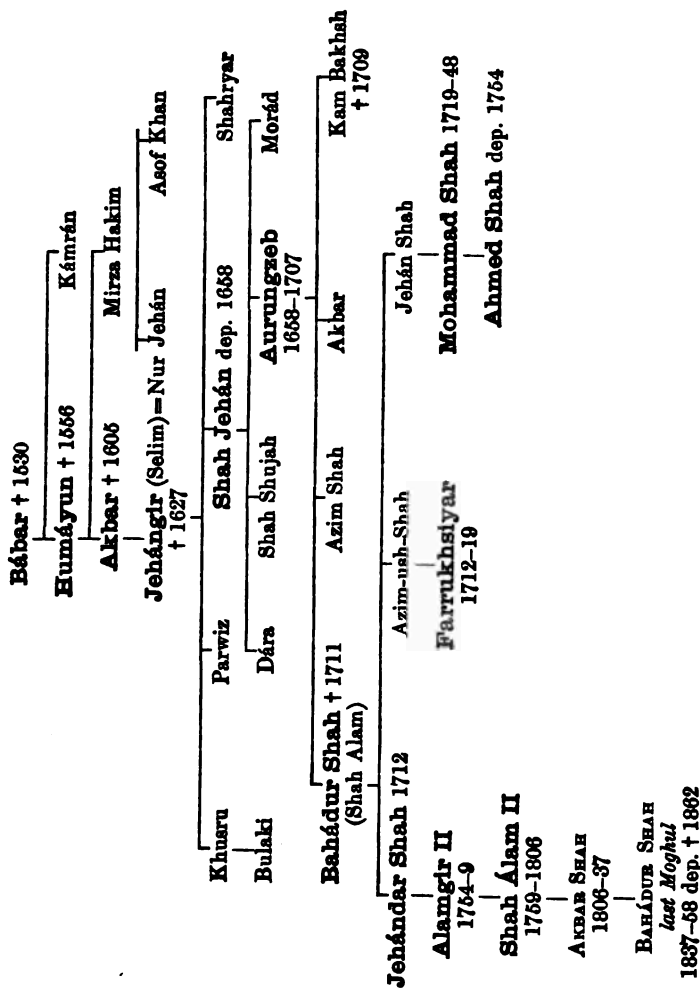 Bábar † 1530
Humáyun † 1556
Kámrán
Akbar † 1605
Mirza Hakim
Jehángir (Selim)=Nur Jehán
† 1627
Asof Khan
Khusru
Parwiz
Shah Jehán dep. 1658
Shahryar
Bulaki
Dára
Shah Shujah
Aurungzeb
1658–1707
Morád
Bahádur Shah † 1711
(Shah Alam)
Azim Shah
Akbar
Kam Bakhsh
† 1709
Jehándar Shah 1712
Azim-ush-Shah
Jehán Shah
Alamgir II
1754–9
Farrukhsiyar
1712–19
Mohammad Shah 1719–48
Shah Álam II
1759–1806
Ahmed Shah dep. 1754
AKBAR SHAH
1806–37
BAHÁDUR SHAH
last Moghul
1837–58 dep. † 1862